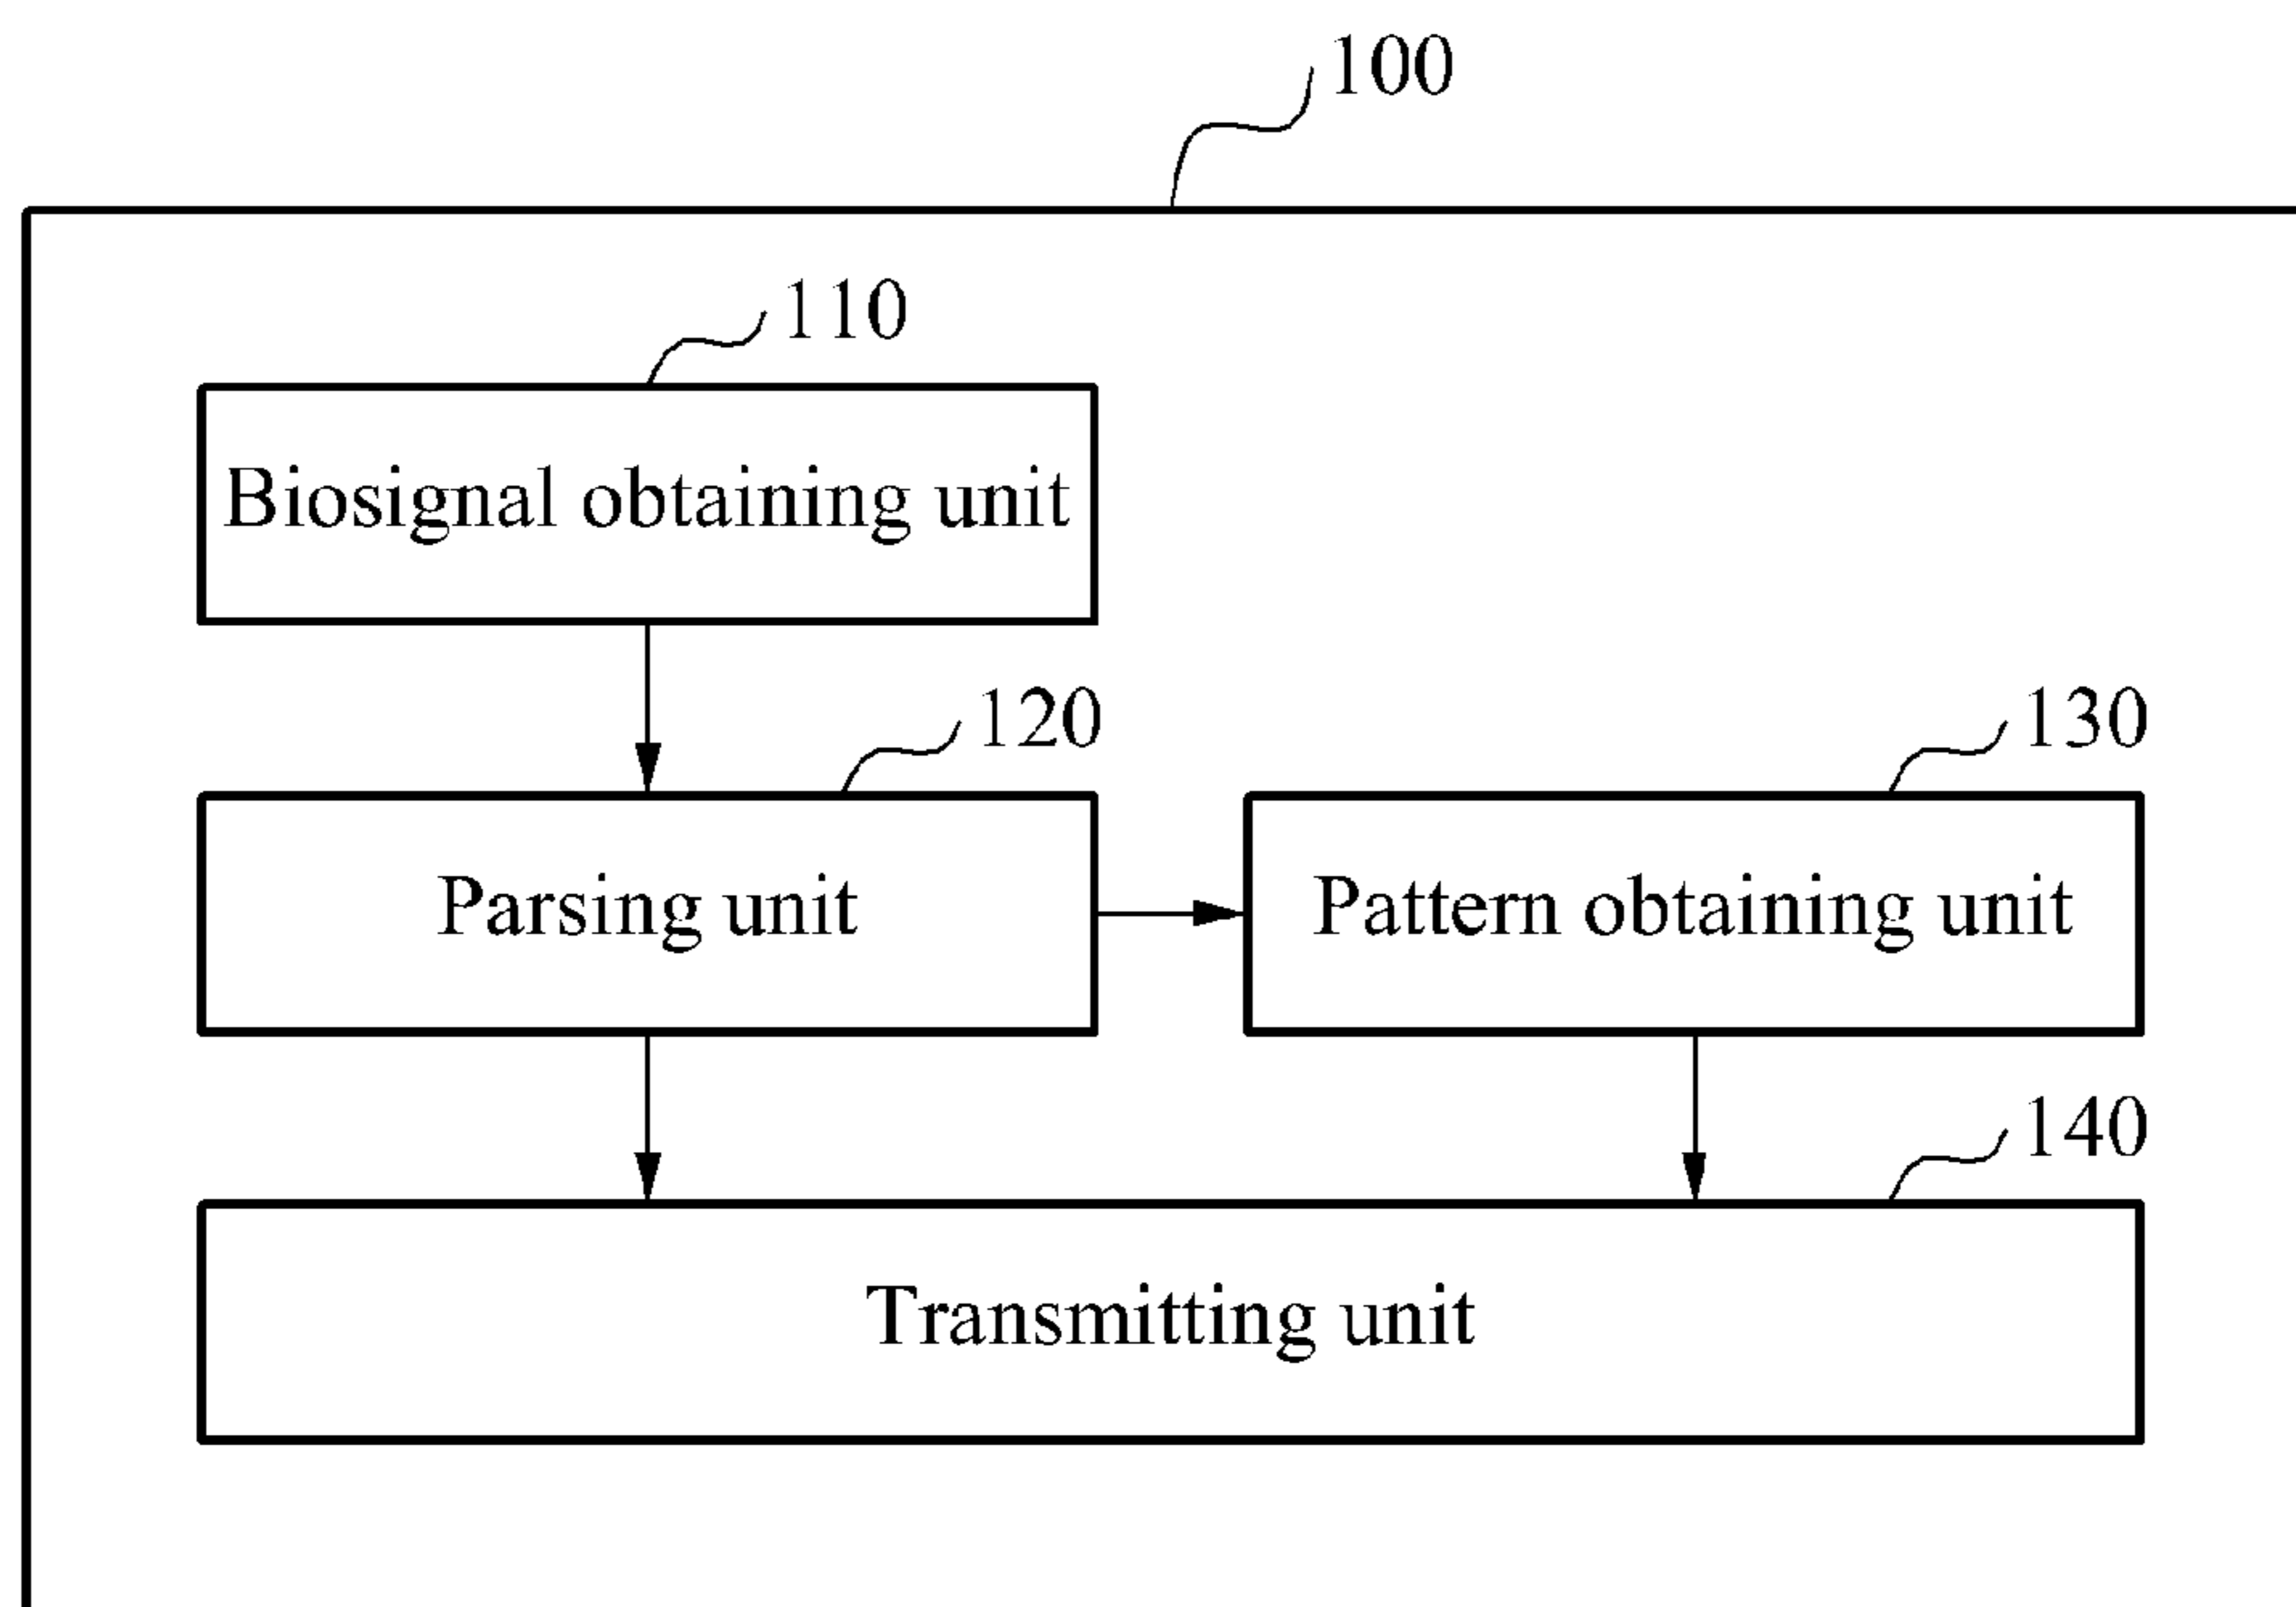 100
110
Biosignal obtaining unit
120
130
Parsing unit
Pattern obtaining unit
140
Transmitting unit